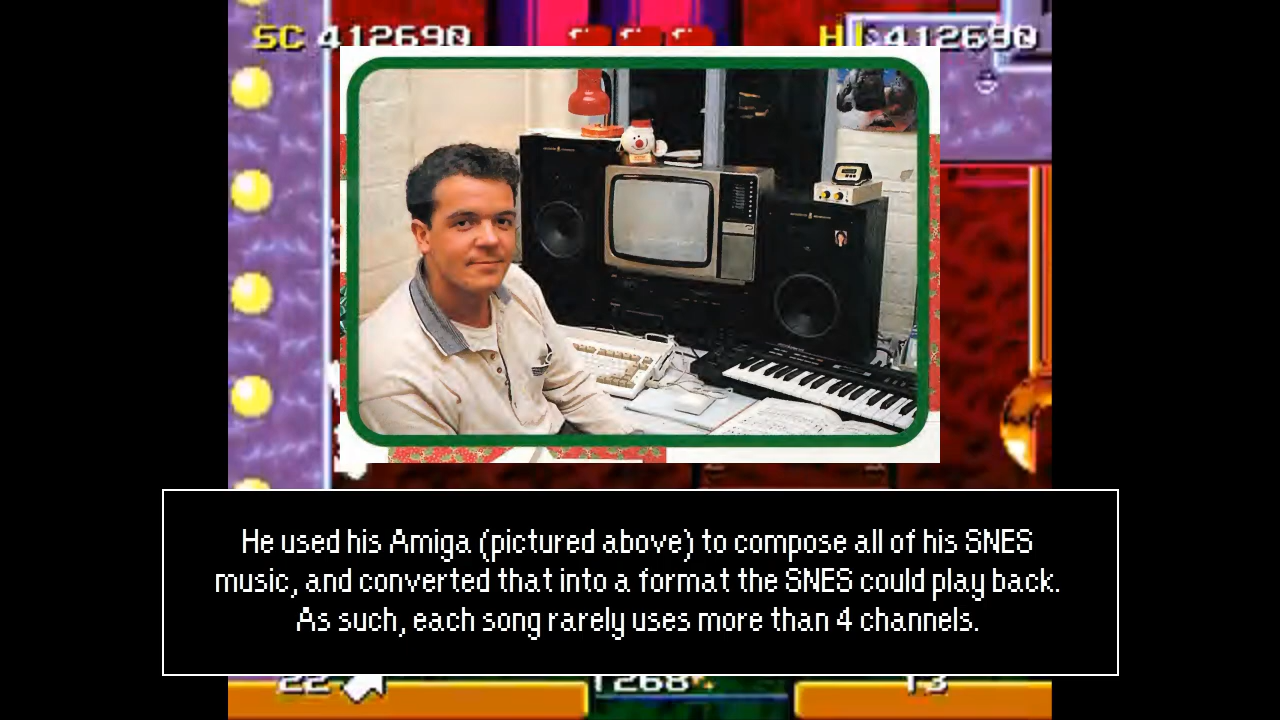 SC 412690
HI 412690
He used his Amiga (pictured above) to compose all of his SNES
music, and converted that into a format the SNES could play back.
As such, each song rarely uses more than 4 channels.
22
1268
13